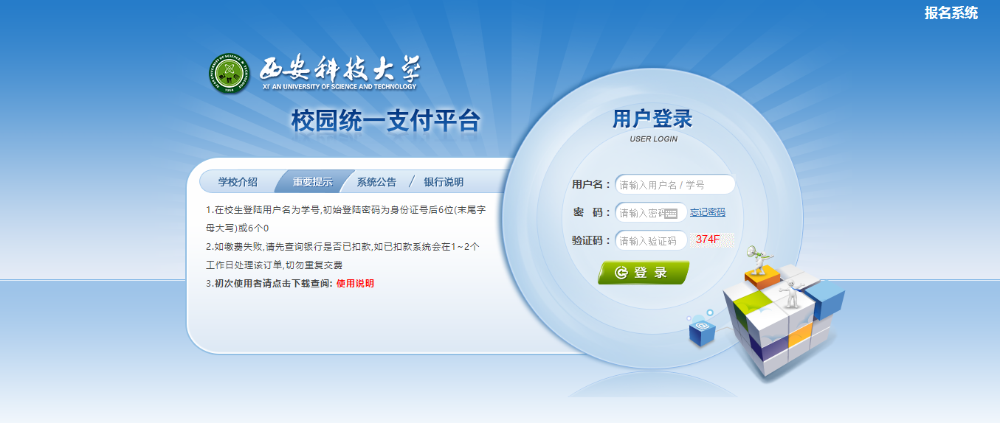 报名系统
西安科技大学
XI' AN UNIVERSITY OF SCIENCE AND TECHNOLOGY
校园统一支付平台
学校介绍 重要提示 系统公告 / 银行说明
1.在校生登陆用户名为学号,初始登陆密码为身份证号后6位(末尾字
母大写)或6个0
2.如缴费失败,请先查询银行是否已扣款,如已扣款系统会在1~2个
工作日处理该订单,切勿重复交费
3.初次使用者请点击下载查阅: 使用说明
用户登录
USER LOGIN
用户名： 请输入用户名 / 学号
密 码： 请输入密码 忘记密码
验证码： 请输入验证码 374F
登 录